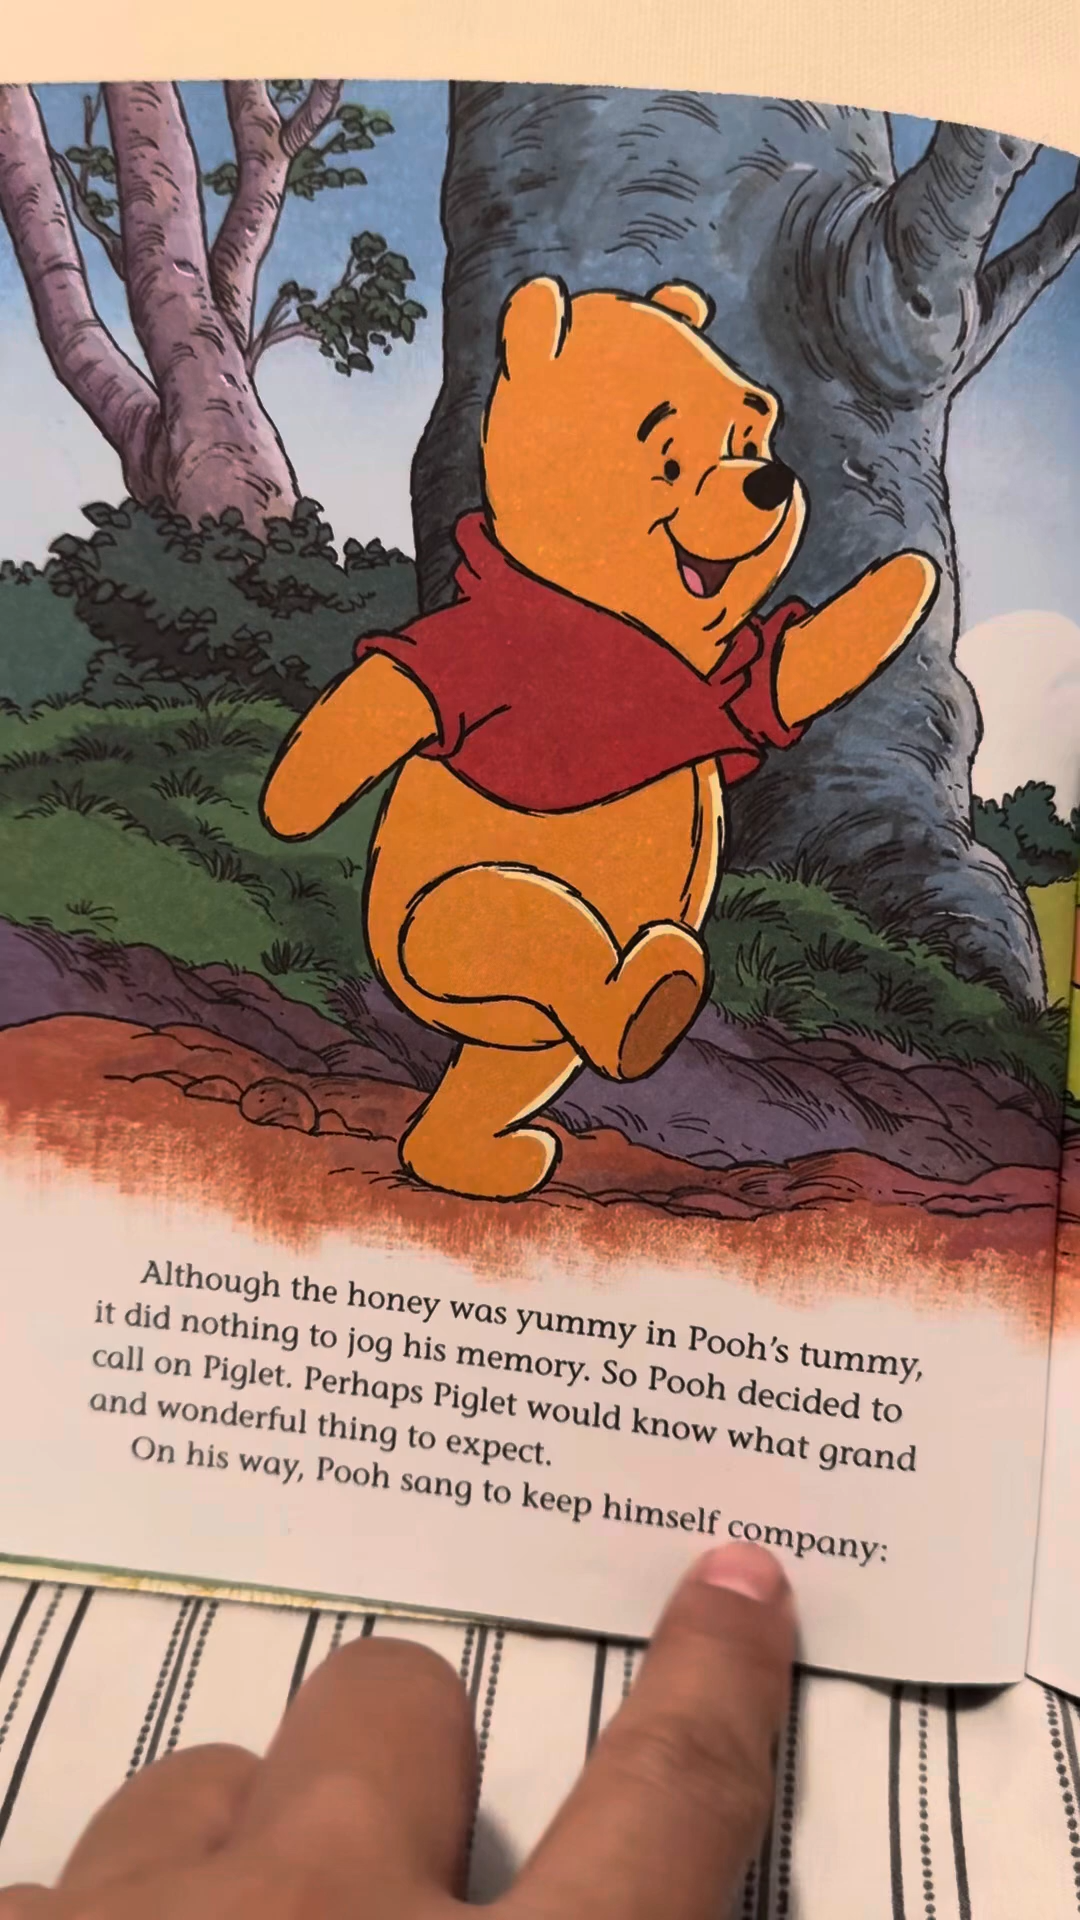 Although the honey was yummy in Pooh's tummy,
it did nothing to jog his memory. So Pooh decided to
call on Piglet. Perhaps Piglet would know what grand
and wonderful thing to expect.
On his way, Pooh sang to keep himself company: